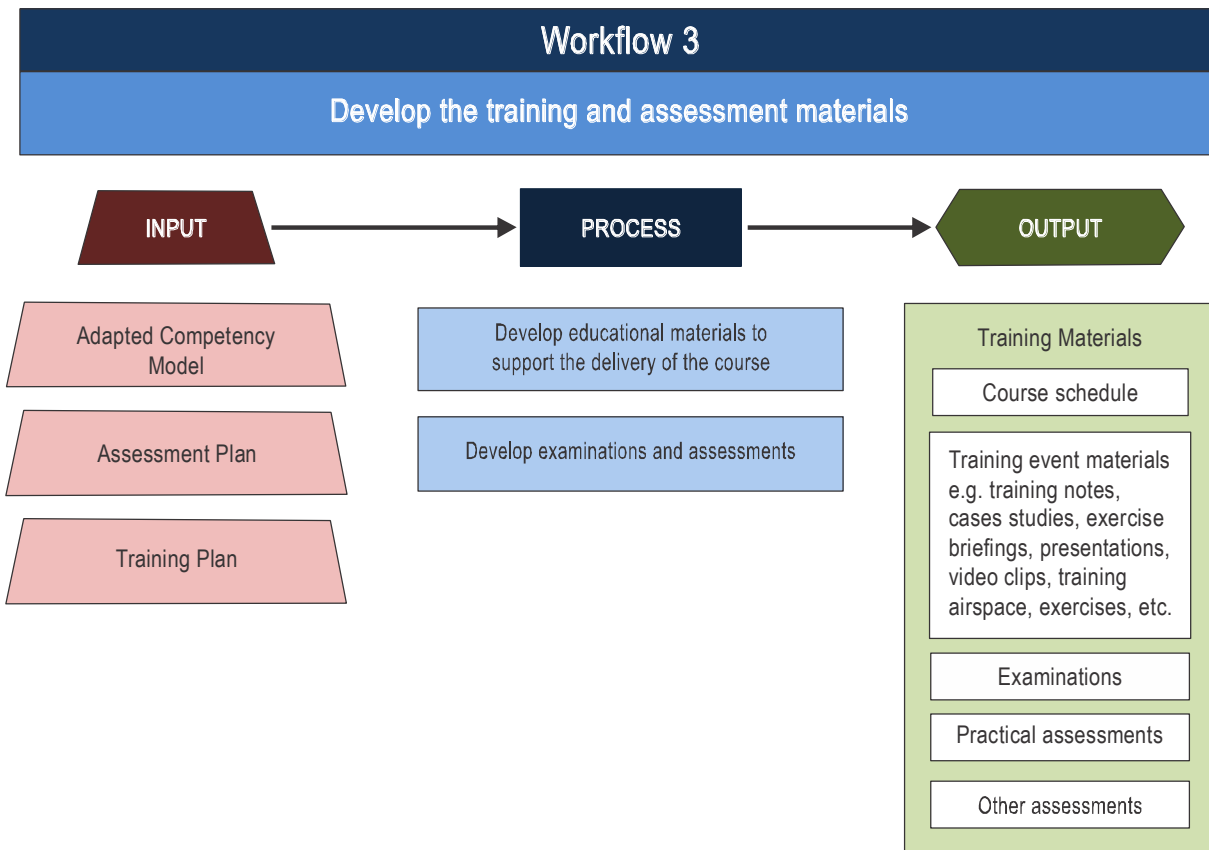 Workflow 3
Develop the training and assessment materials
INPUT
PROCESS
OUTPUT
Adapted Competency
Model
Assessment Plan
Training Plan
Develop educational materials to
support the delivery of the course
Develop examinations and assessments
Training Materials
Course schedule
Training event materials
e.g. training notes,
cases studies, exercise
briefings, presentations,
video clips, training
airspace, exercises, etc.
Examinations
Practical assessments
Other assessments